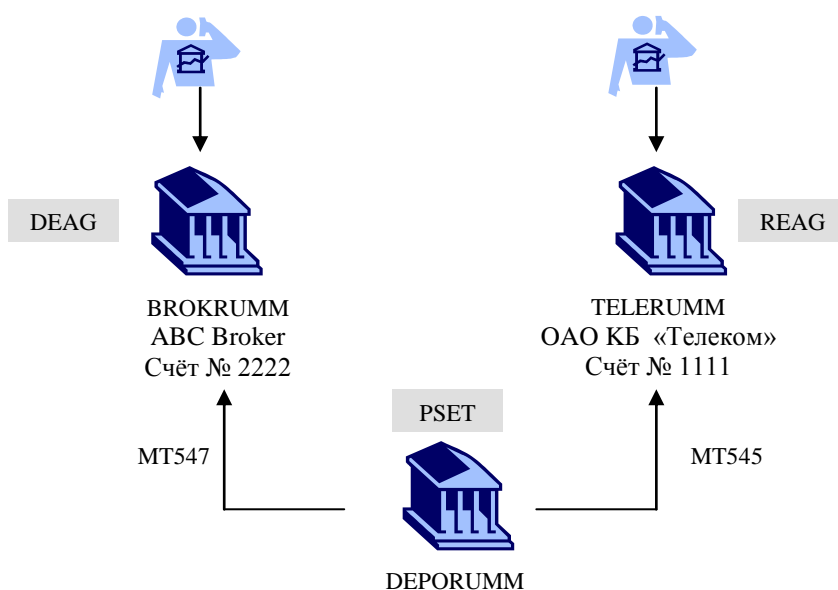 DEAG
REAG
BROKRUMM
ABC Broker
Счёт № 2222
TELERUMM
ОАО КБ «Телеком»
Счёт № 1111
PSET
MT547
MT545
DEPORUMM